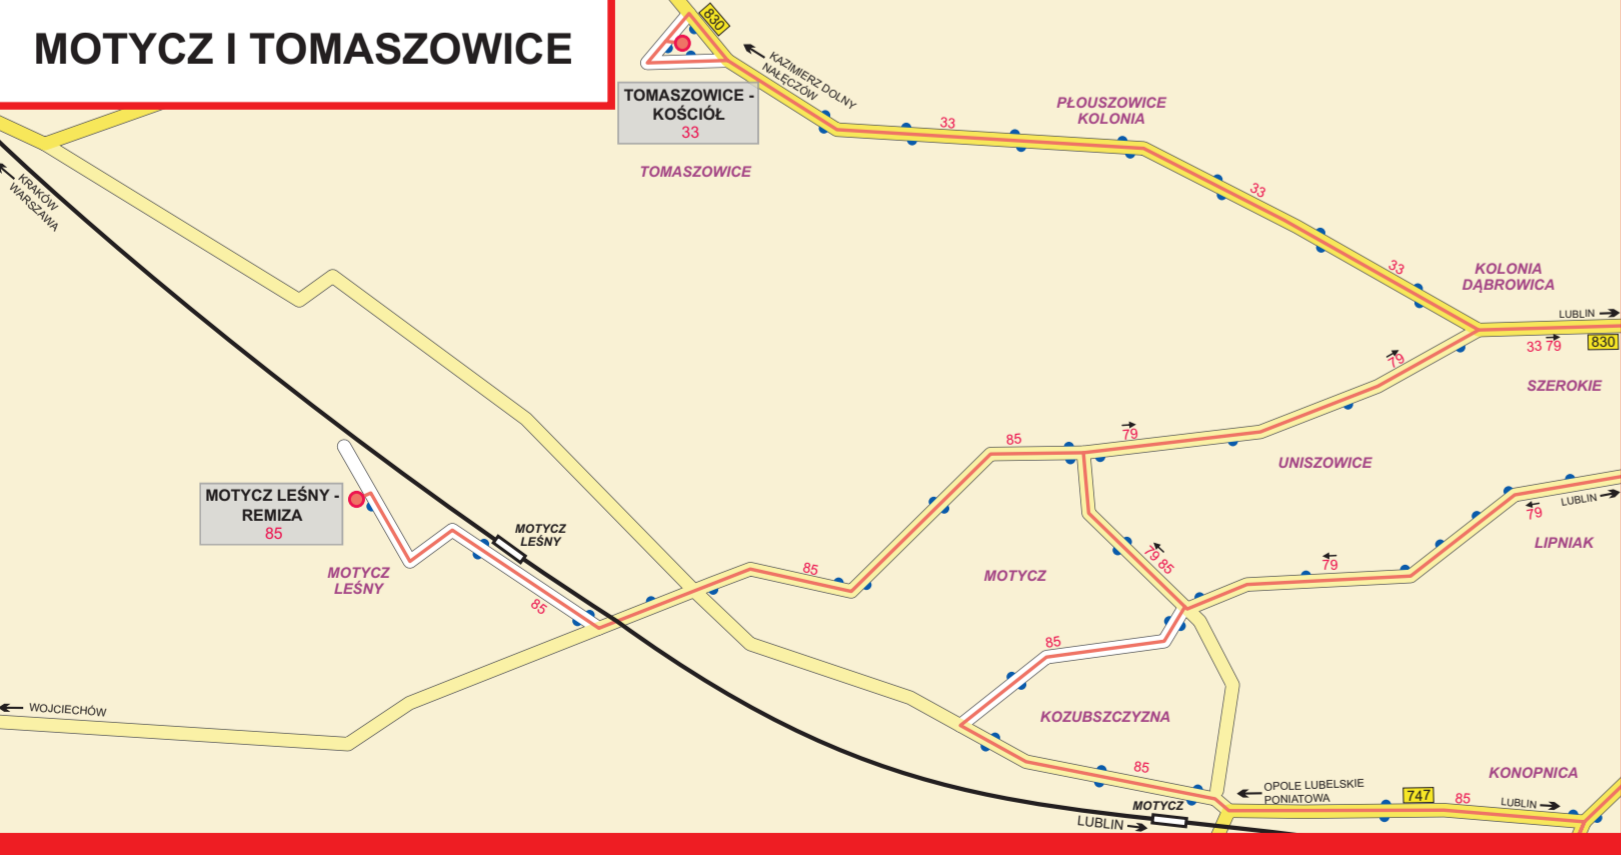 MOTYCZ I TOMASZOWICE
830
KAZIMIERZ DOLNY
NAŁĘCZÓW
TOMASZOWICE -
KOŚCIÓŁ
33
TOMASZOWICE
33
PŁOUSZOWICE
KOLONIA
33
33
KOLONIA
DĄBROWICA
LUBLIN
33 79
830
SZEROKIE
KRAKÓW
WARSZAWA
79
85
79
UNISZOWICE
MOTYCZ LEŚNY -
REMIZA
85
MOTYCZ
LEŚNY
MOTYCZ
LEŚNY
85
85
MOTYCZ
79 85
79
79
LUBLIN
LIPNIAK
85
KOZUBSZCZYZNA
WOJCIECHÓW
85
OPOLE LUBELSKIE
PONIATOWA
747
85
LUBLIN
KONOPNICA
MOTYCZ
LUBLIN